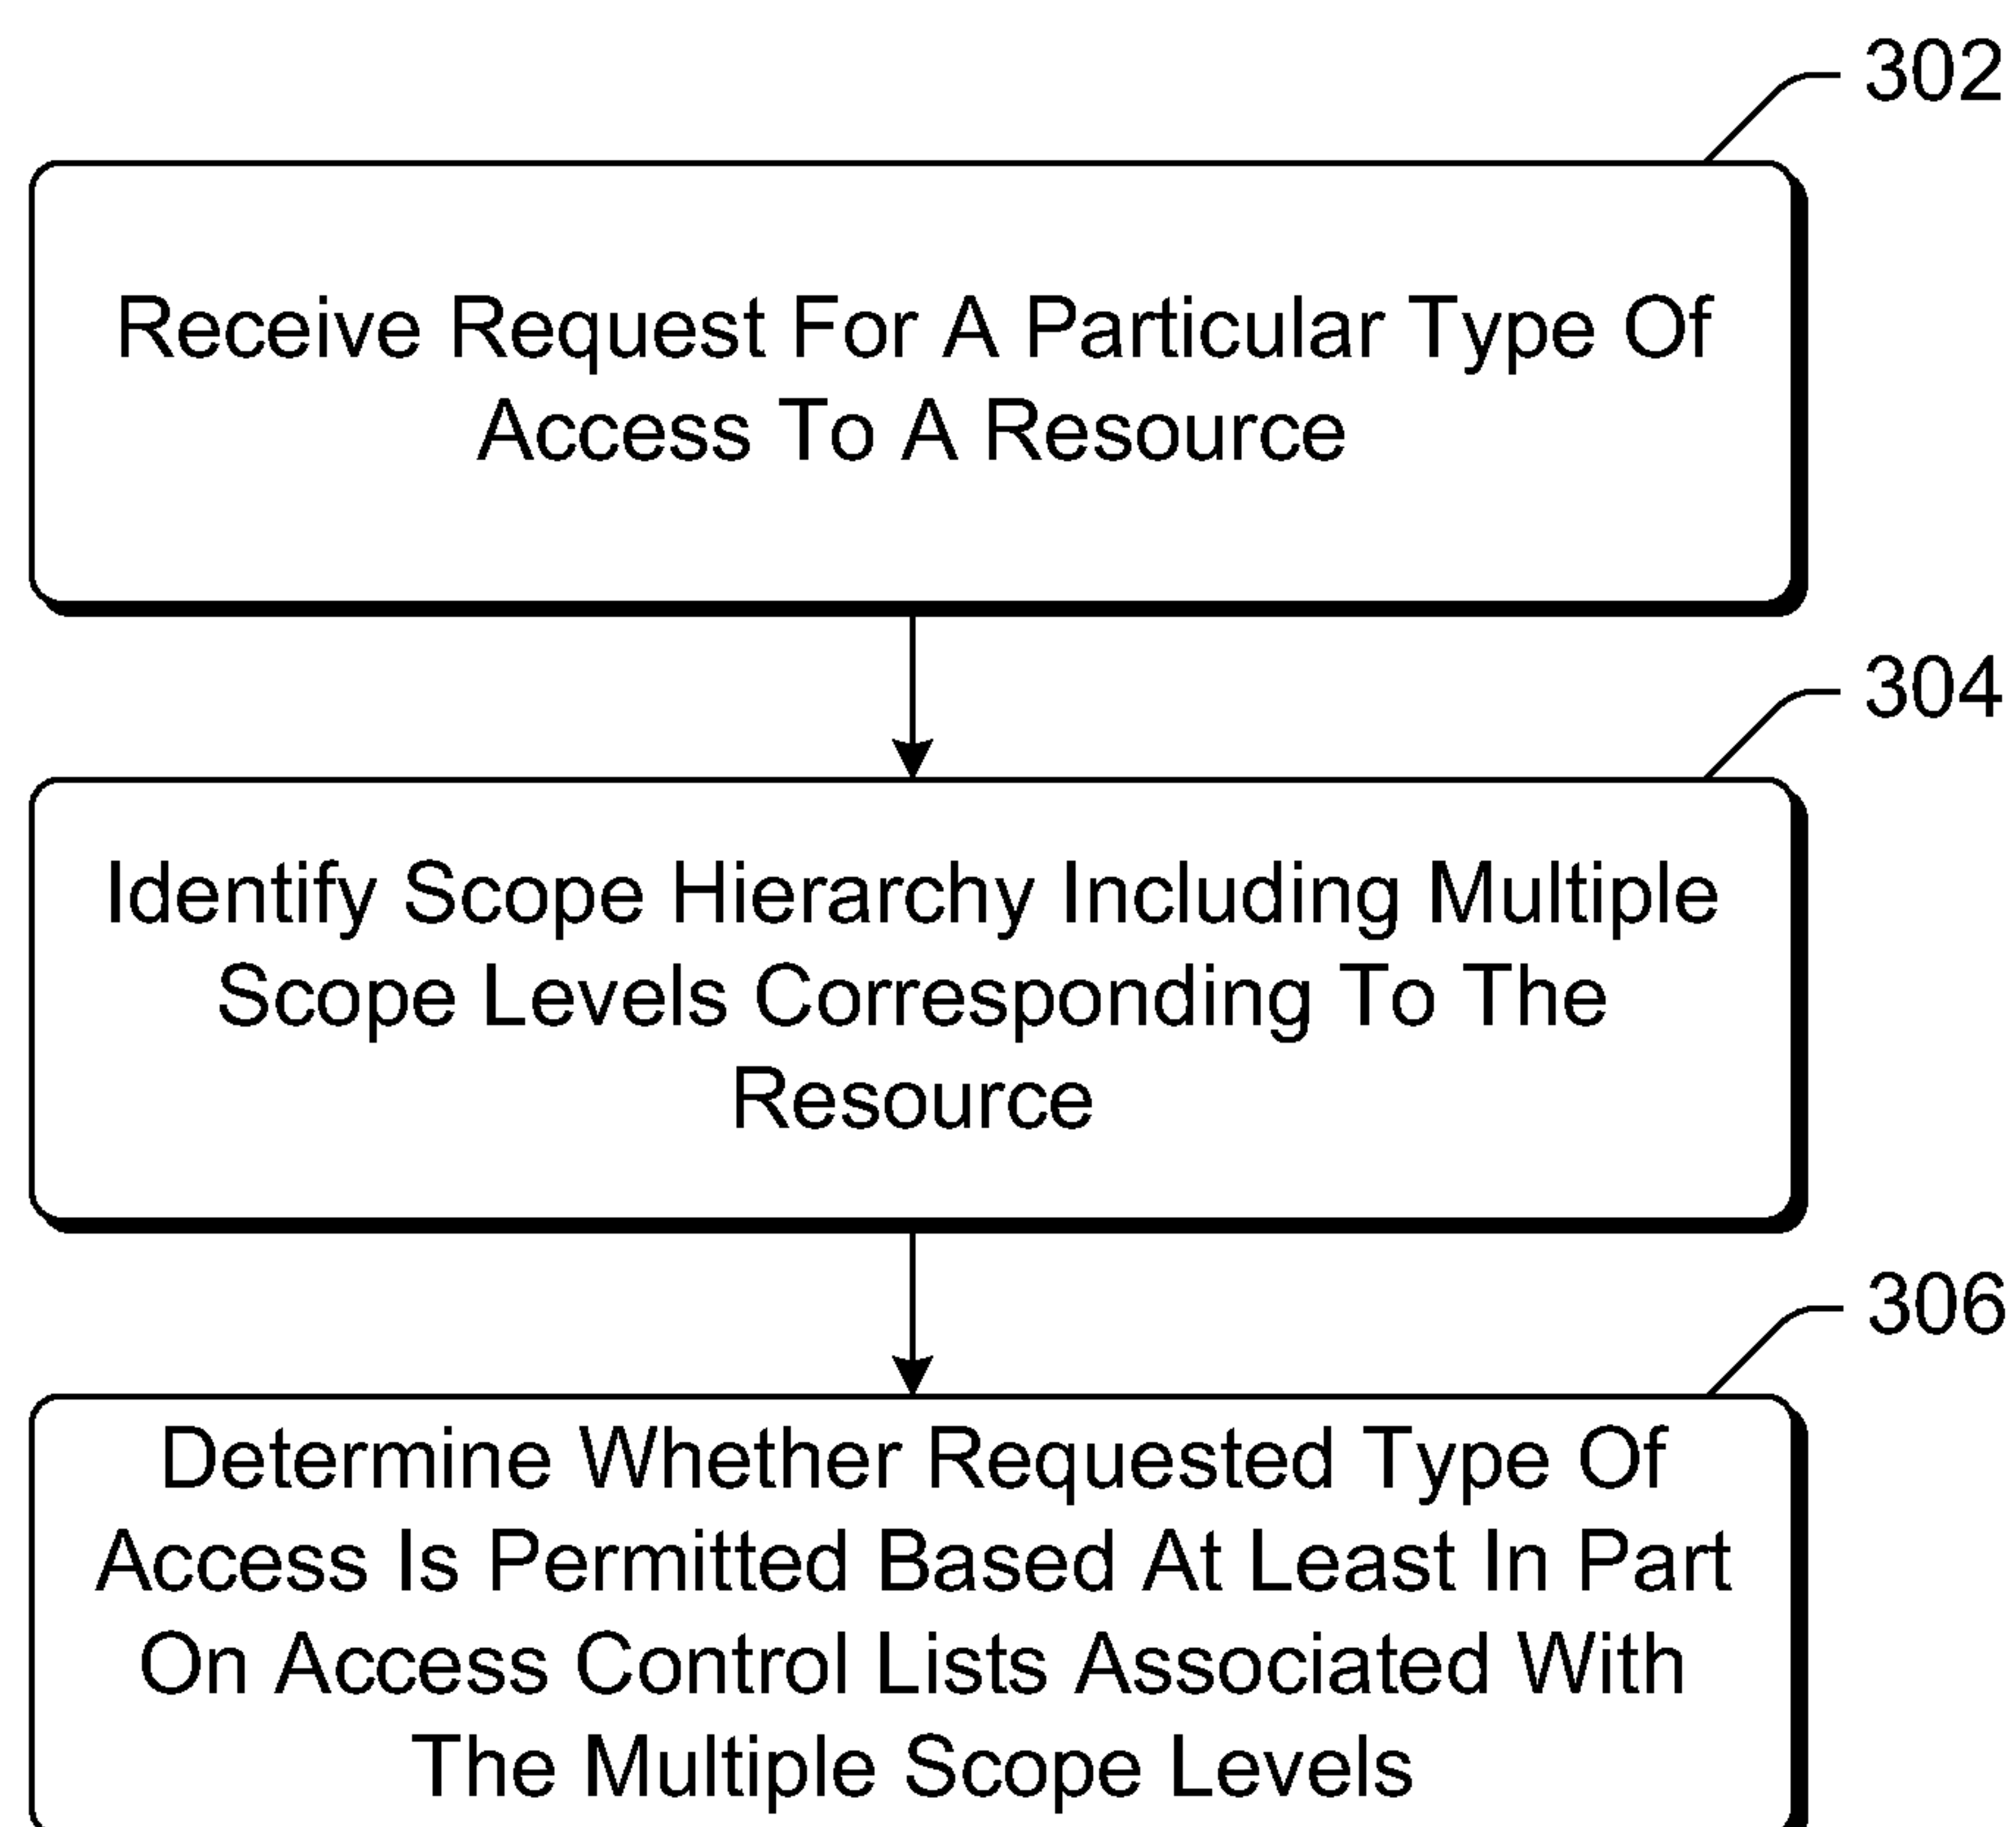 302
Receive Request For A Particular Type Of
Access To A Resource
304
Identify Scope Hierarchy Including Multiple
Scope Levels Corresponding To The
Resource
306
Determine Whether Requested Type Of
Access Is Permitted Based At Least In Part
On Access Control Lists Associated With
The Multiple Scope Levels